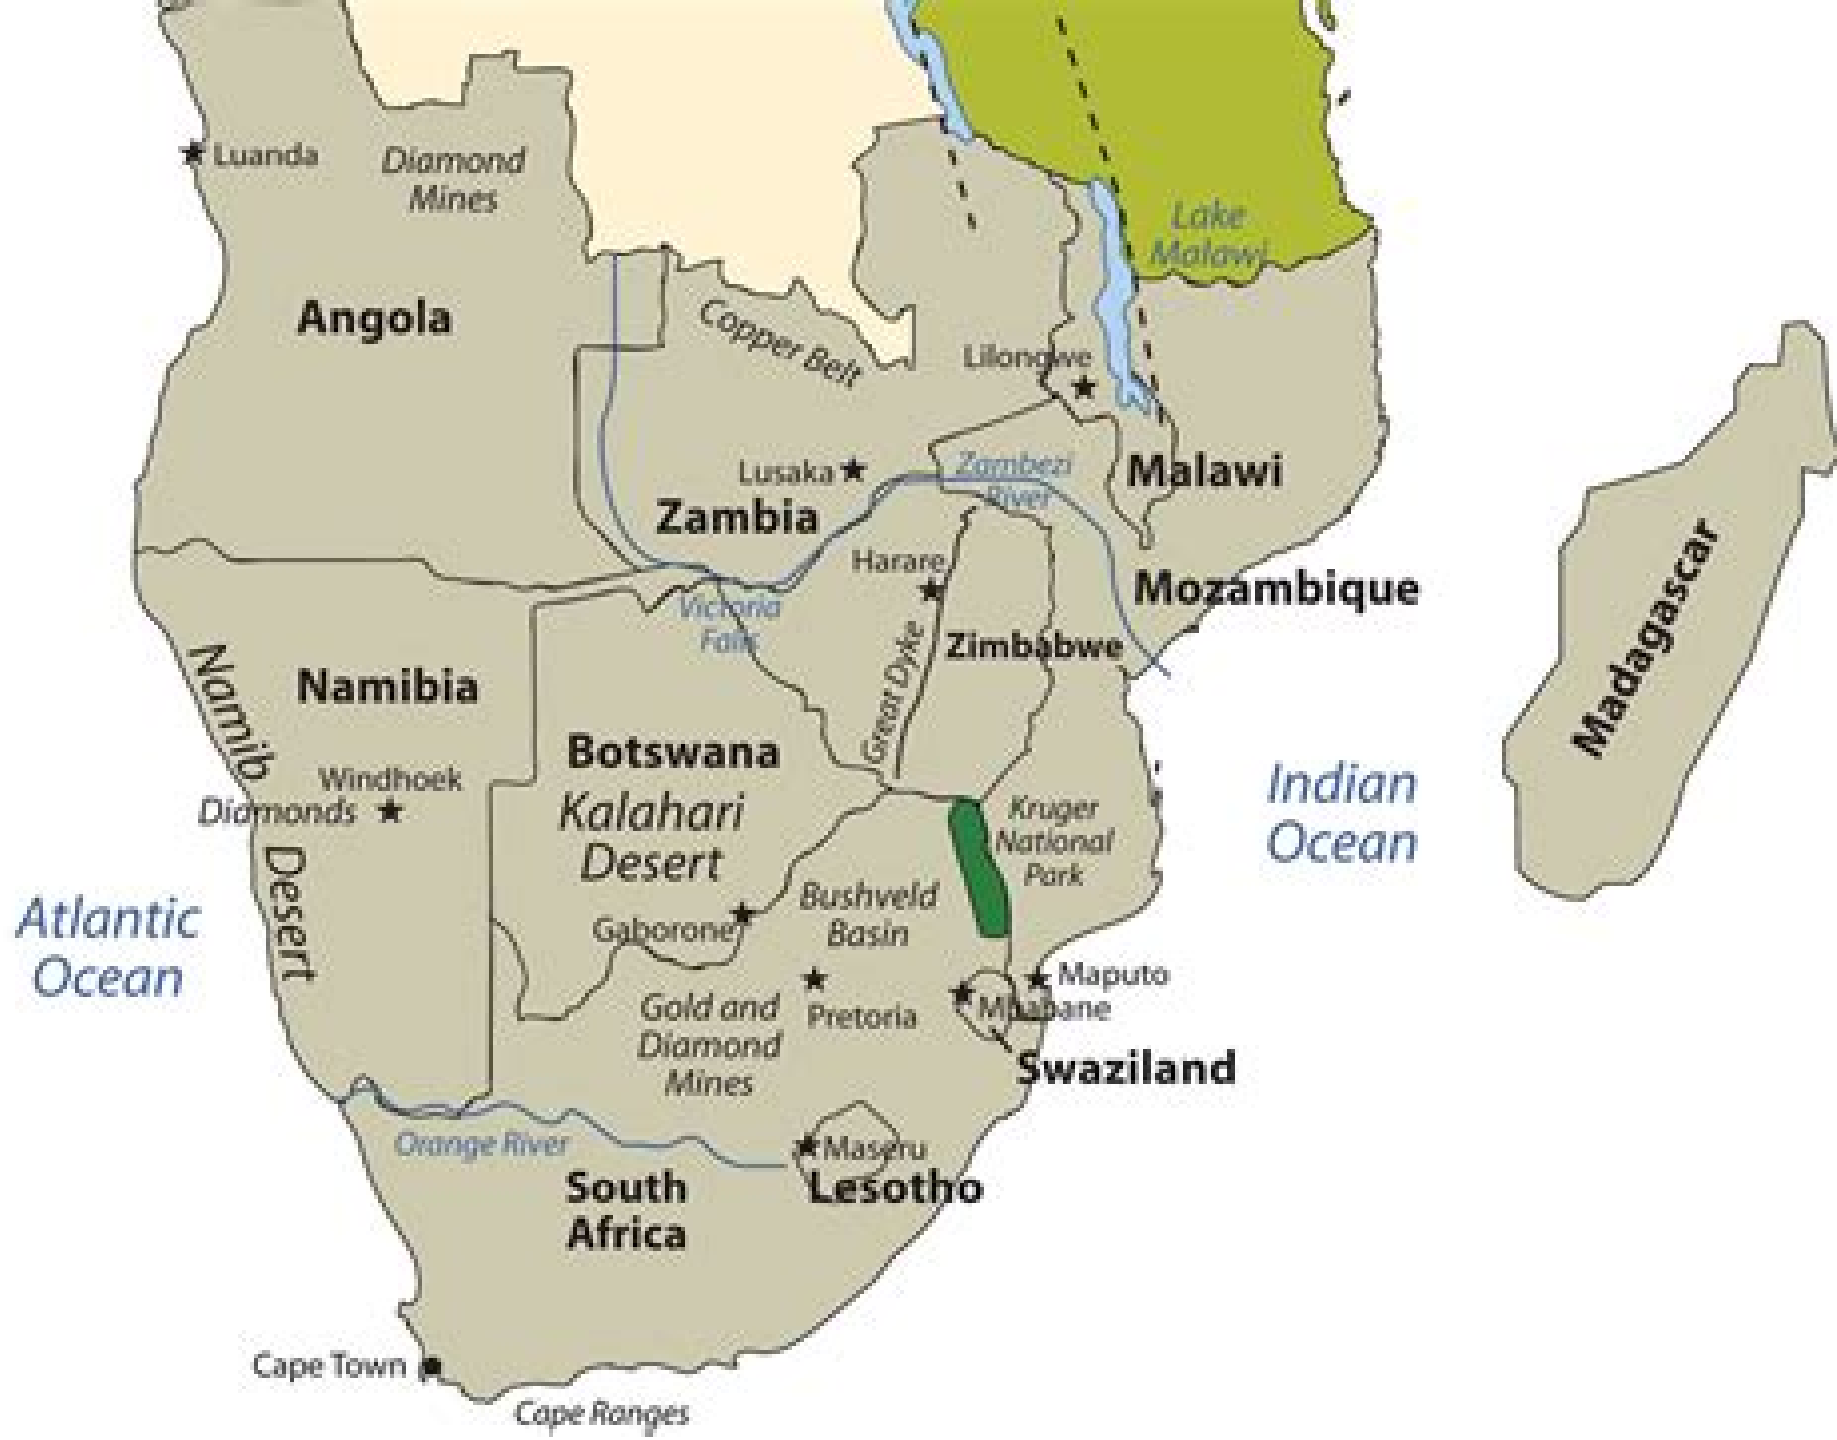 Luanda
Diamond
Mines
Lake
Malawi
Angola
Copper Belt
Lilongwe
Lusaka
Zambezi
River
Malawi
Zambia
Harare
Mozambique
Victoria
Falls
Great Dyke
Zimbabwe
Madagascar
Namib
Desert
Namibia
Botswana
Kalahari
Desert
Windhoek
Diamonds
Indian
Ocean
Kruger
National
Park
Atlantic
Ocean
Bushveld
Basin
Gaborone
Maputo
Mbabane
Gold and
Diamond
Mines
Pretoria
Swaziland
Orange River
Maseru
Lesotho
South
Africa
Cape Town
Cape Ranges